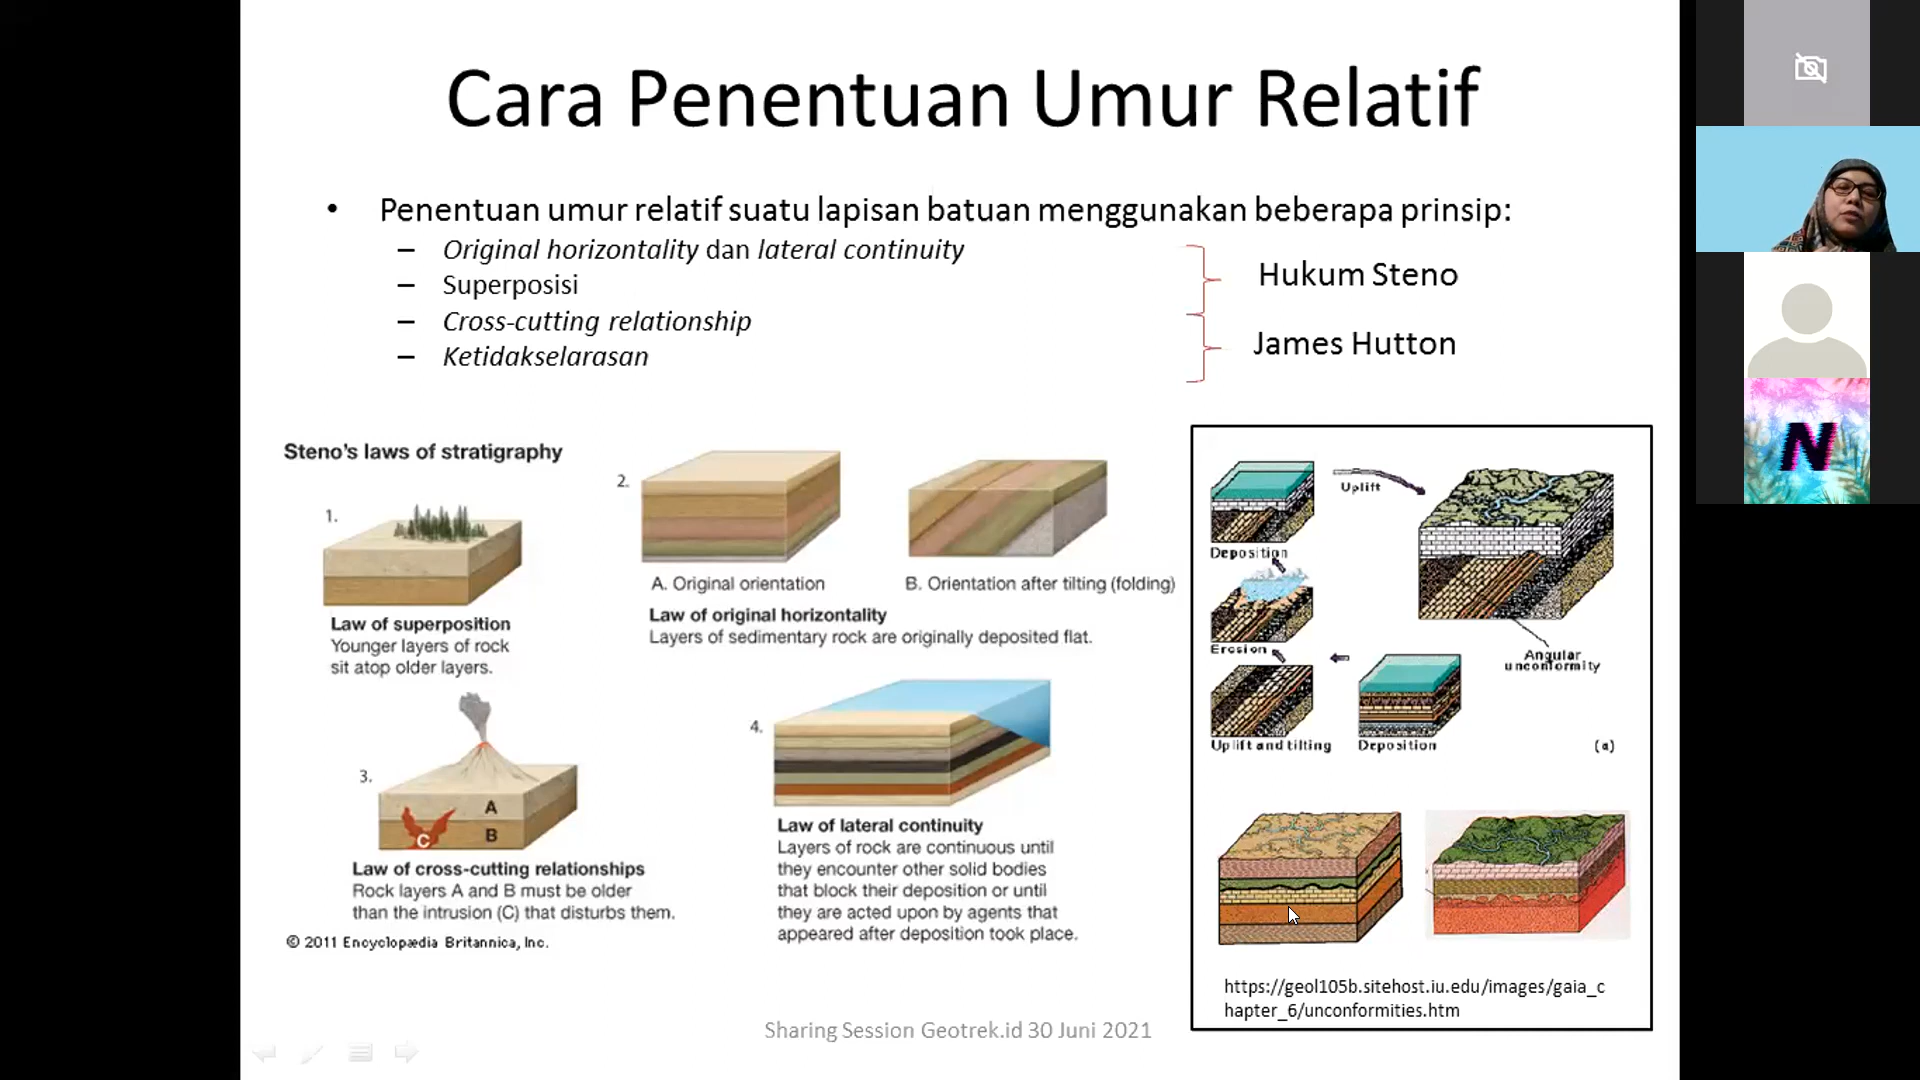 Cara Penentuan Umur Relatif
• Penentuan umur relatif suatu lapisan batuan menggunakan beberapa prinsip:
– Original horizontality dan lateral continuity
– Superposisi
– Cross-cutting relationship
– Ketidakselarasan
Hukum Steno
James Hutton
Steno's laws of stratigraphy
1.
Law of superposition
Younger layers of rock
sit atop older layers.
2.
A. Original orientation
B. Orientation after tilting (folding)
Law of original horizontality
Layers of sedimentary rock are originally deposited flat.
3.
A
B
C
Law of cross-cutting relationships
Rock layers A and B must be older
than the intrusion (C) that disturbs them.
© 2011 Encyclopædia Britannica, Inc.
4.
Law of lateral continuity
Layers of rock are continuous until
they encounter other solid bodies
that block their deposition or until
they are acted upon by agents that
appeared after deposition took place.
Uplift
Deposition
Erosion
Angular
unconformity
Uplift and tilting
Deposition
(a)
https://geol105b.sitehost.iu.edu/images/gaia_c
hapter_6/unconformities.htm
Sharing Session Geotrek.id 30 Juni 2021
N